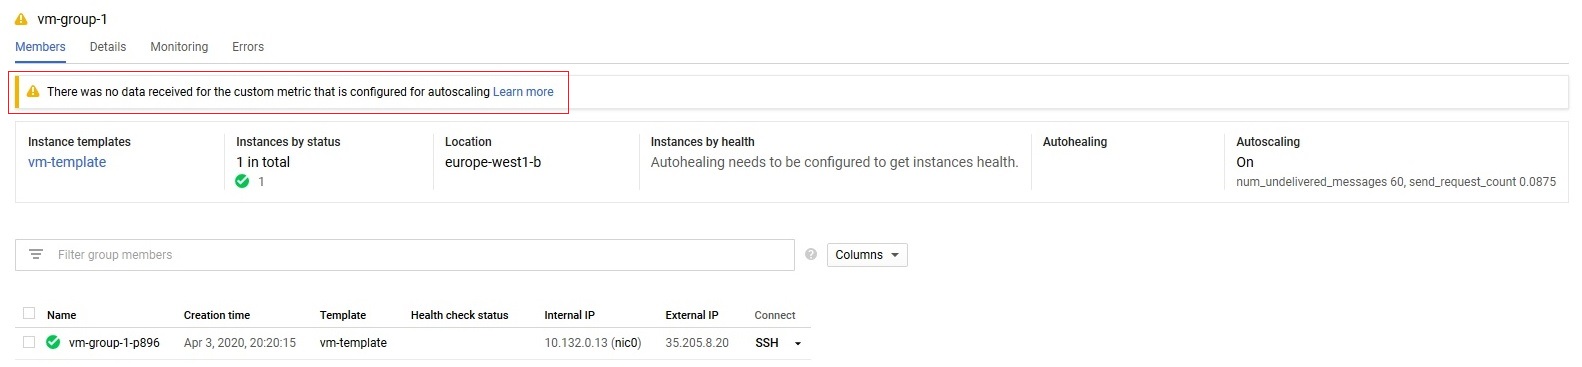 vm-group-1
Members Details Monitoring Errors
There was no data received for the custom metric that is configured for autoscaling Learn more
Instance templates Instances by status Location Instances by health Autohealing Autoscaling
vm-template 1 in total europe-west1-b Autohealing needs to be configured to get instances health. On
1 num_undelivered_messages 60, send_request_count 0.0875
Filter group members ? Columns
Name Creation time Template Health check status Internal IP External IP Connect
vm-group-1-p896 Apr 3, 2020, 20:20:15 vm-template 10.132.0.13 (nic0) 35.205.8.20 SSH